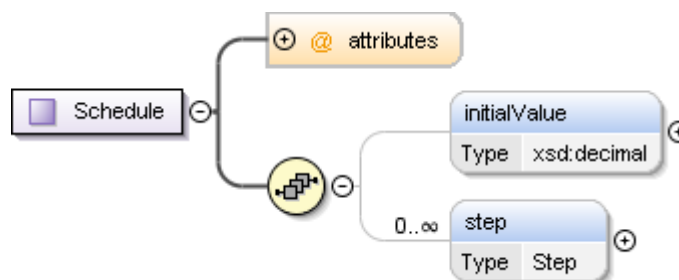 @ attributes
Schedule
initialValue
Type xsd:decimal
0..∞
step
Type Step